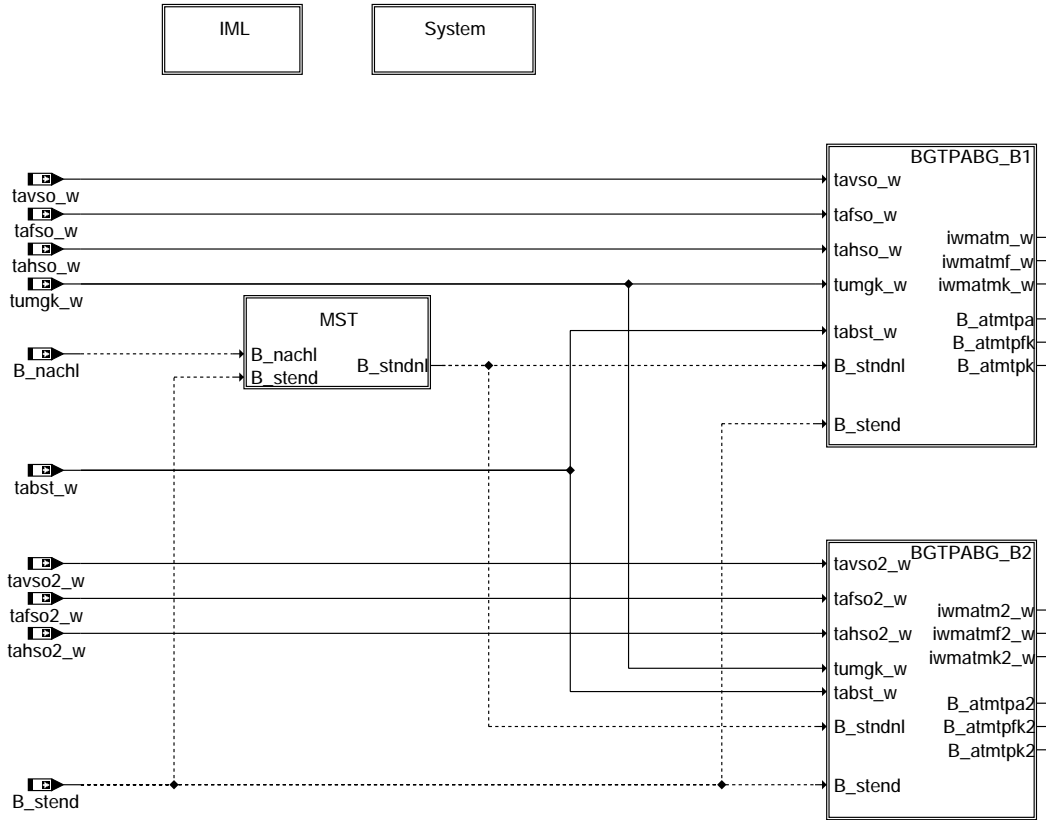 IML
System
BGTPABG_B1
tavso_w
tafso_w
tahso_w
tumgk_w
B_nachl
tabst_w
tavso2_w
tafso2_w
tahso2_w
B_stend
MST
B_nachl
B_stend
B_stndnl
tavso_w
tafso_w
tahso_w
tumgk_w
tabst_w
B_stndnl
B_stend
iwmatm_w
iwmatmf_w
iwmatmk_w
B_atmtpa
B_atmtpfk
B_atmtpk
BGTPABG_B2
tavso2_w
tafso2_w
tahso2_w
tumgk_w
tabst_w
B_stndnl
B_stend
iwmatm2_w
iwmatmf2_w
iwmatmk2_w
B_atmtpa2
B_atmtpfk2
B_atmtpk2